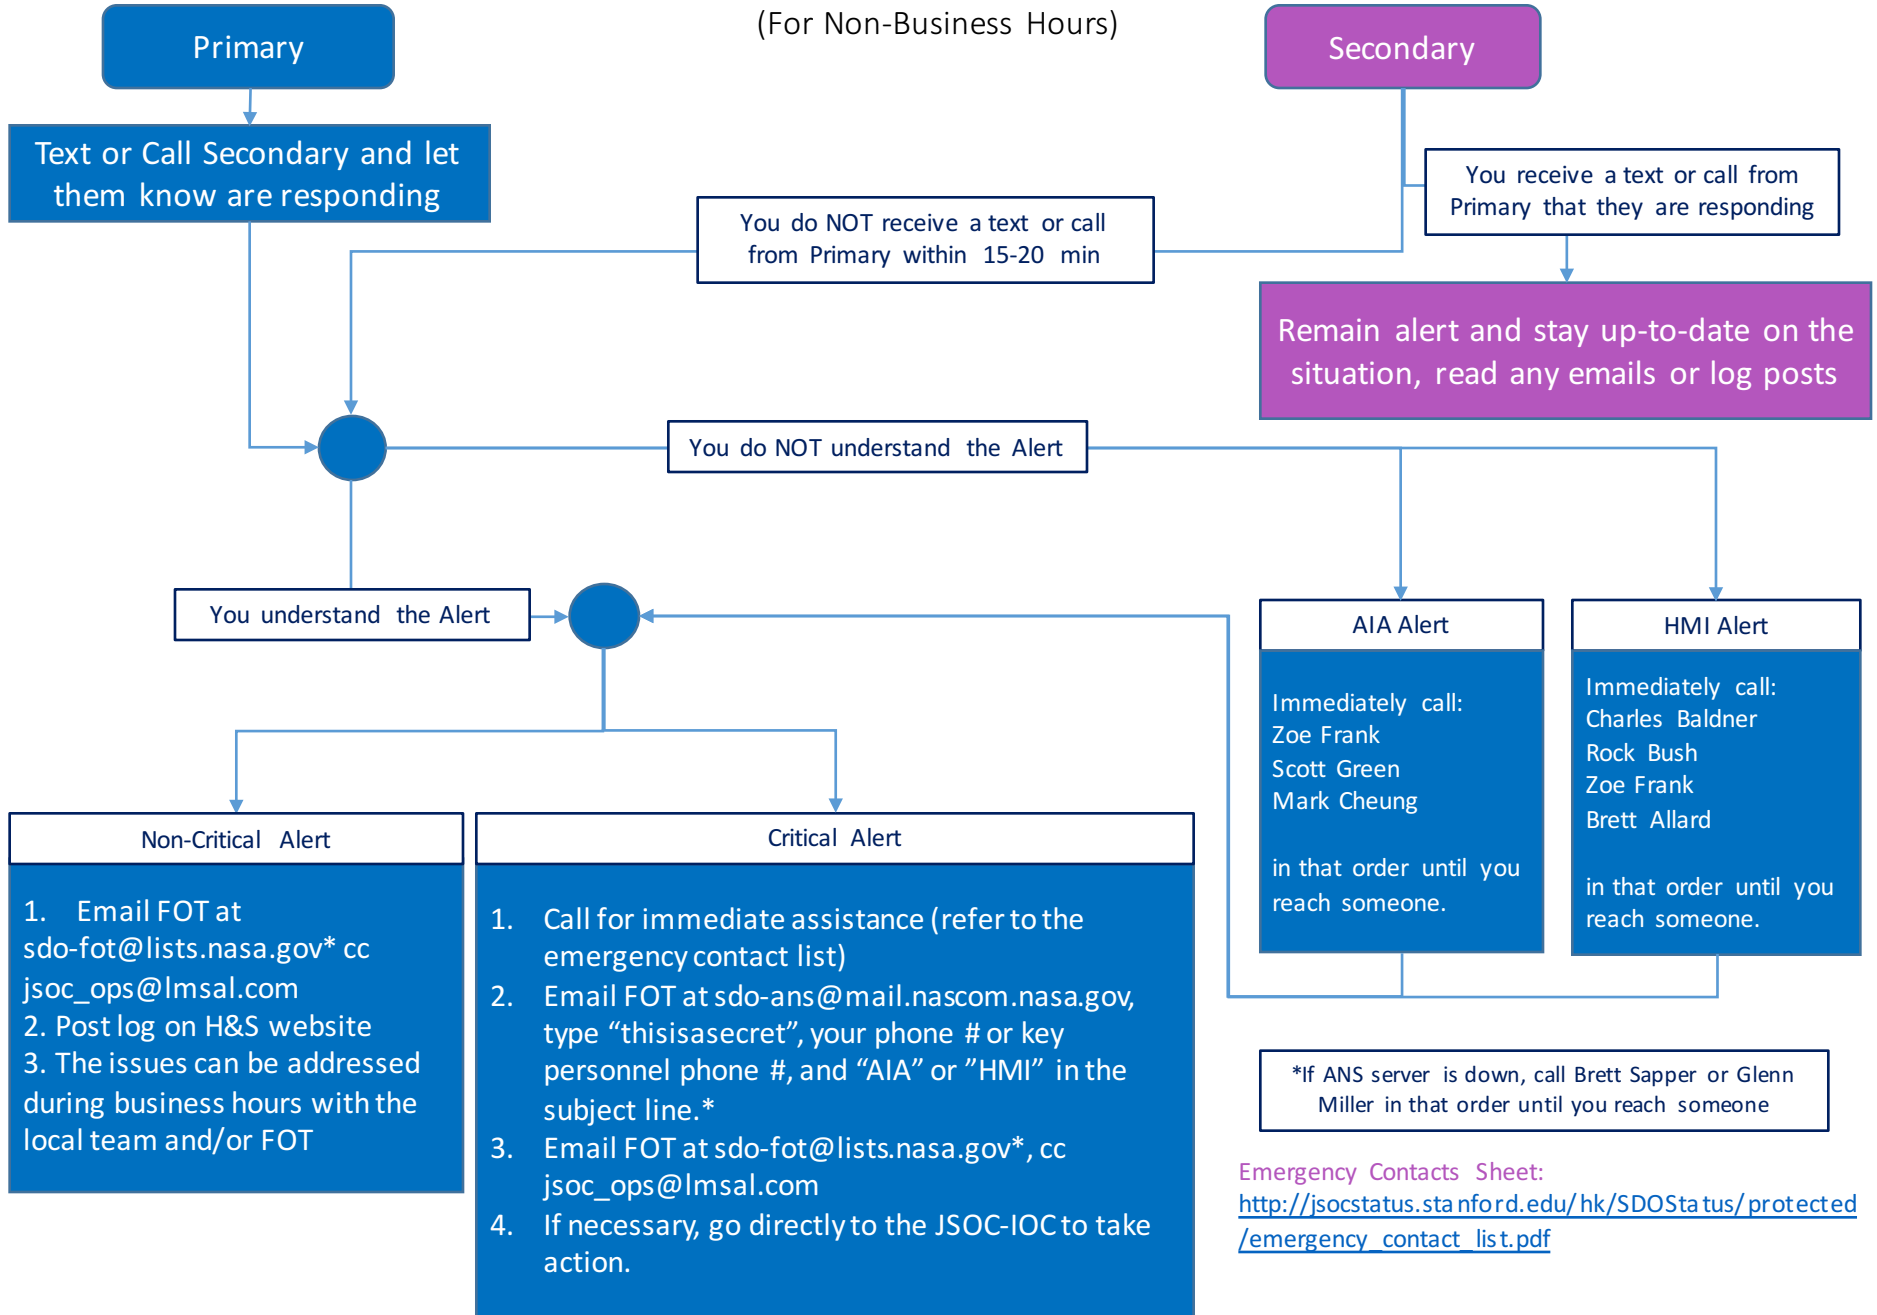 (For Non-Business Hours)
Primary
Secondary
Text or Call Secondary and let
them know are responding
You receive a text or call from
Primary that they are responding
You do NOT receive a text or call
from Primary within 15-20 min
Remain alert and stay up-to-date on the
situation, read any emails or log posts
You do NOT understand the Alert
You understand the Alert
AIA Alert
Immediately call:
Zoe Frank
Scott Green
Mark Cheung
in that order until you
reach someone.
HMI Alert
Immediately call:
Charles Baldner
Rock Bush
Zoe Frank
Brett Allard
in that order until you
reach someone.
Non-Critical Alert
1. Email FOT at
sdo-fot@lists.nasa.gov* cc
jsoc_ops@lmsal.com
2. Post log on H&S website
3. The issues can be addressed
during business hours with the
local team and/or FOT
Critical Alert
1. Call for immediate assistance (refer to the
emergency contact list)
2. Email FOT at sdo-ans@mail.nascom.nasa.gov,
type “thisisasecret”, your phone # or key
personnel phone #, and “AIA” or ”HMI” in the
subject line.*
3. Email FOT at sdo-fot@lists.nasa.gov*, cc
jsoc_ops@lmsal.com
4. If necessary, go directly to the JSOC-IOC to take
action.
*If ANS server is down, call Brett Sapper or Glenn
Miller in that order until you reach someone
Emergency Contacts Sheet:
http://jsocstatus.stanford.edu/hk/SDOStatus/protected
/emergency_contact_list.pdf